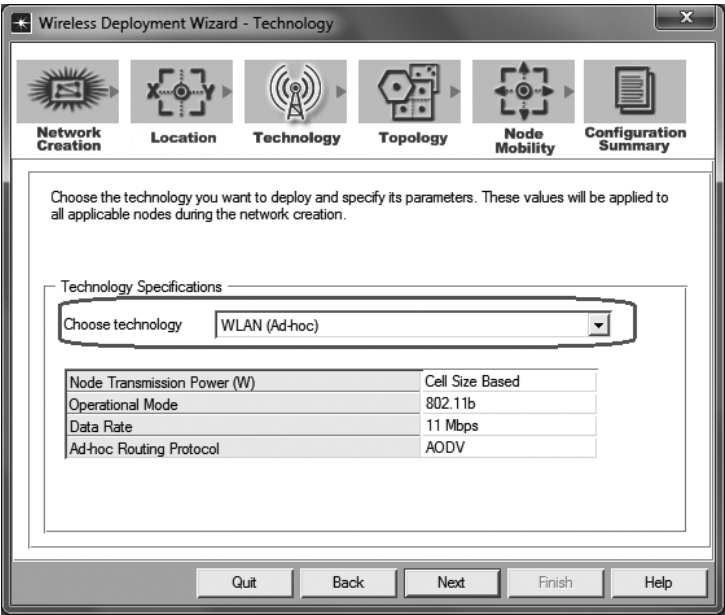 Wireless Deployment Wizard - Technology
X
X Y
Network
Creation
Location
Technology
Topology
Node
Mobility
Configuration
Summary
Choose the technology you want to deploy and specify its parameters. These values will be applied to
all applicable nodes during the network creation.
Technology Specifications
Choose technology WLAN (Ad-hoc)
Node Transmission Power (W) Cell Size Based
Operational Mode 802.11b
Data Rate 11 Mbps
Ad-hoc Routing Protocol AODV
Quit Back Next Finish Help